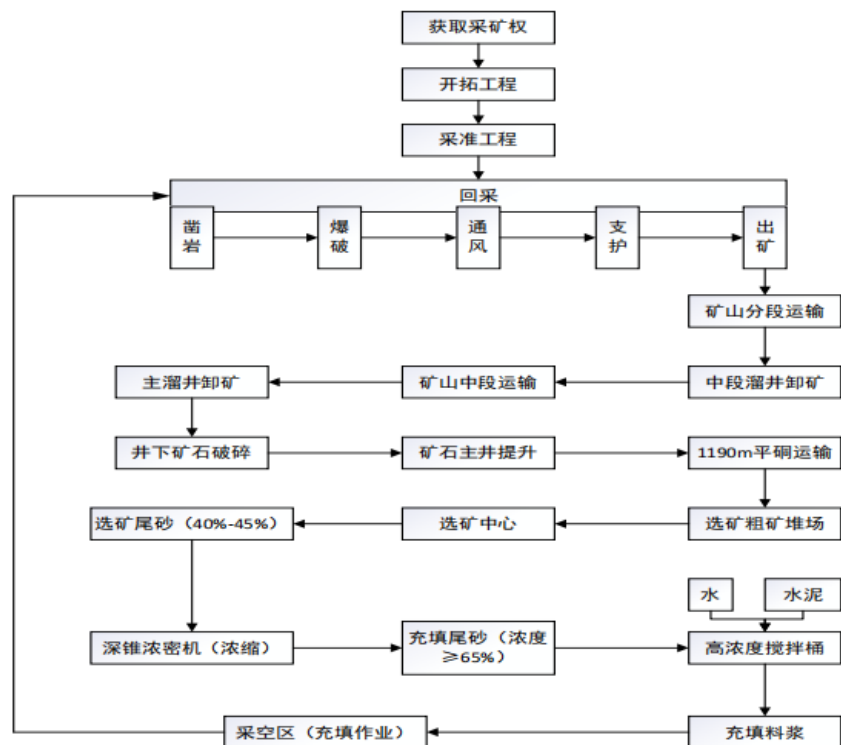 获取采矿权
开拓工程
采准工程
回采
凿岩
爆破
通风
支护
出矿
矿山分段运输
主溜井卸矿
矿山中段运输
中段溜井卸矿
井下矿石破碎
矿石主井提升
1190m平硐运输
选矿尾砂（40%-45%）
选矿中心
选矿粗矿堆场
水
水泥
深锥浓密机（浓缩）
充填尾砂（浓度
≥65%）
高浓度搅拌桶
采空区（充填作业）
充填料浆